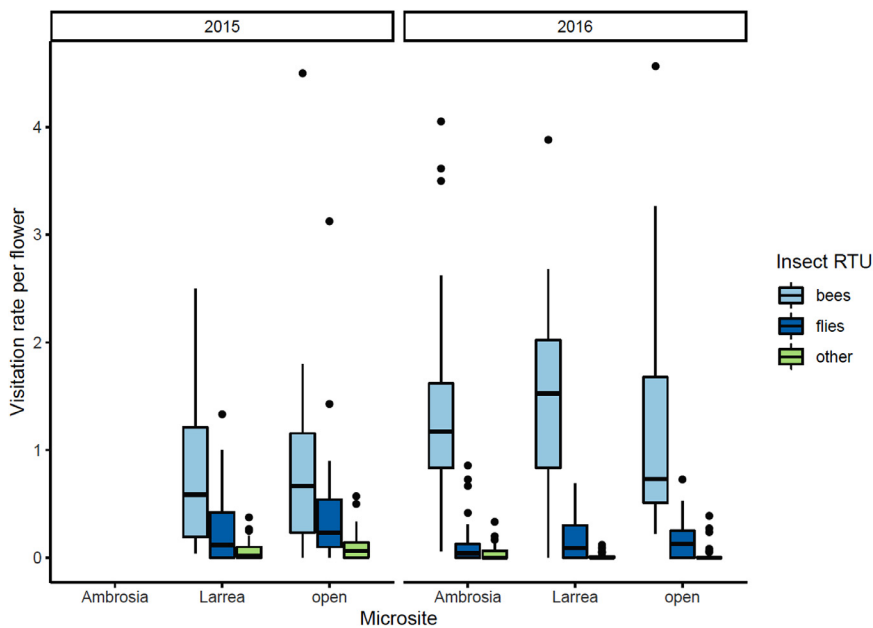 2015 2016
Visitation rate per flower
4
3
2
1
0
Ambrosia Larrea open Ambrosia Larrea open
Microsite
Insect RTU
bees
flies
other